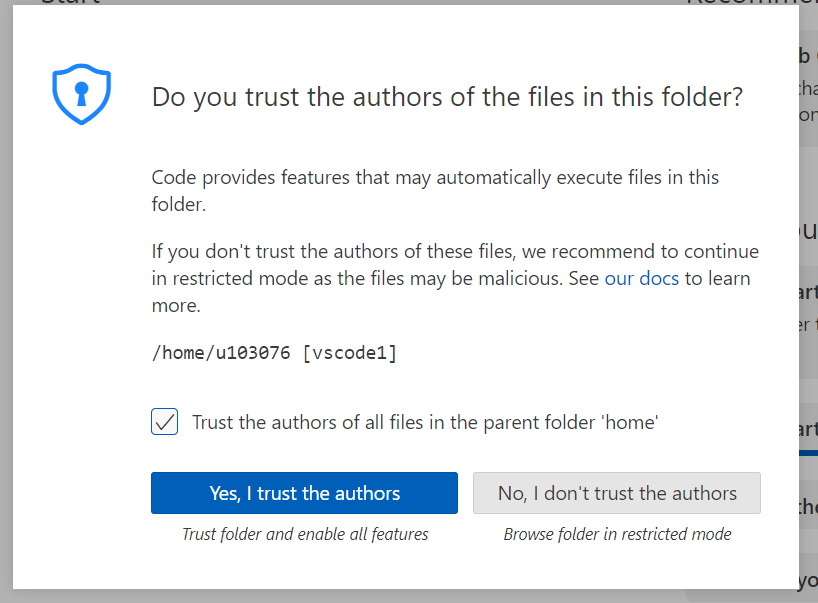 Start
Do you trust the authors of the files in this folder?
Code provides features that may automatically execute files in this
folder.
If you don't trust the authors of these files, we recommend to continue
in restricted mode as the files may be malicious. See our docs to learn
more.
/home/u103076 [vscode1]
Trust the authors of all files in the parent folder 'home'
Yes, I trust the authors
No, I don't trust the authors
Trust folder and enable all features
Browse folder in restricted mode